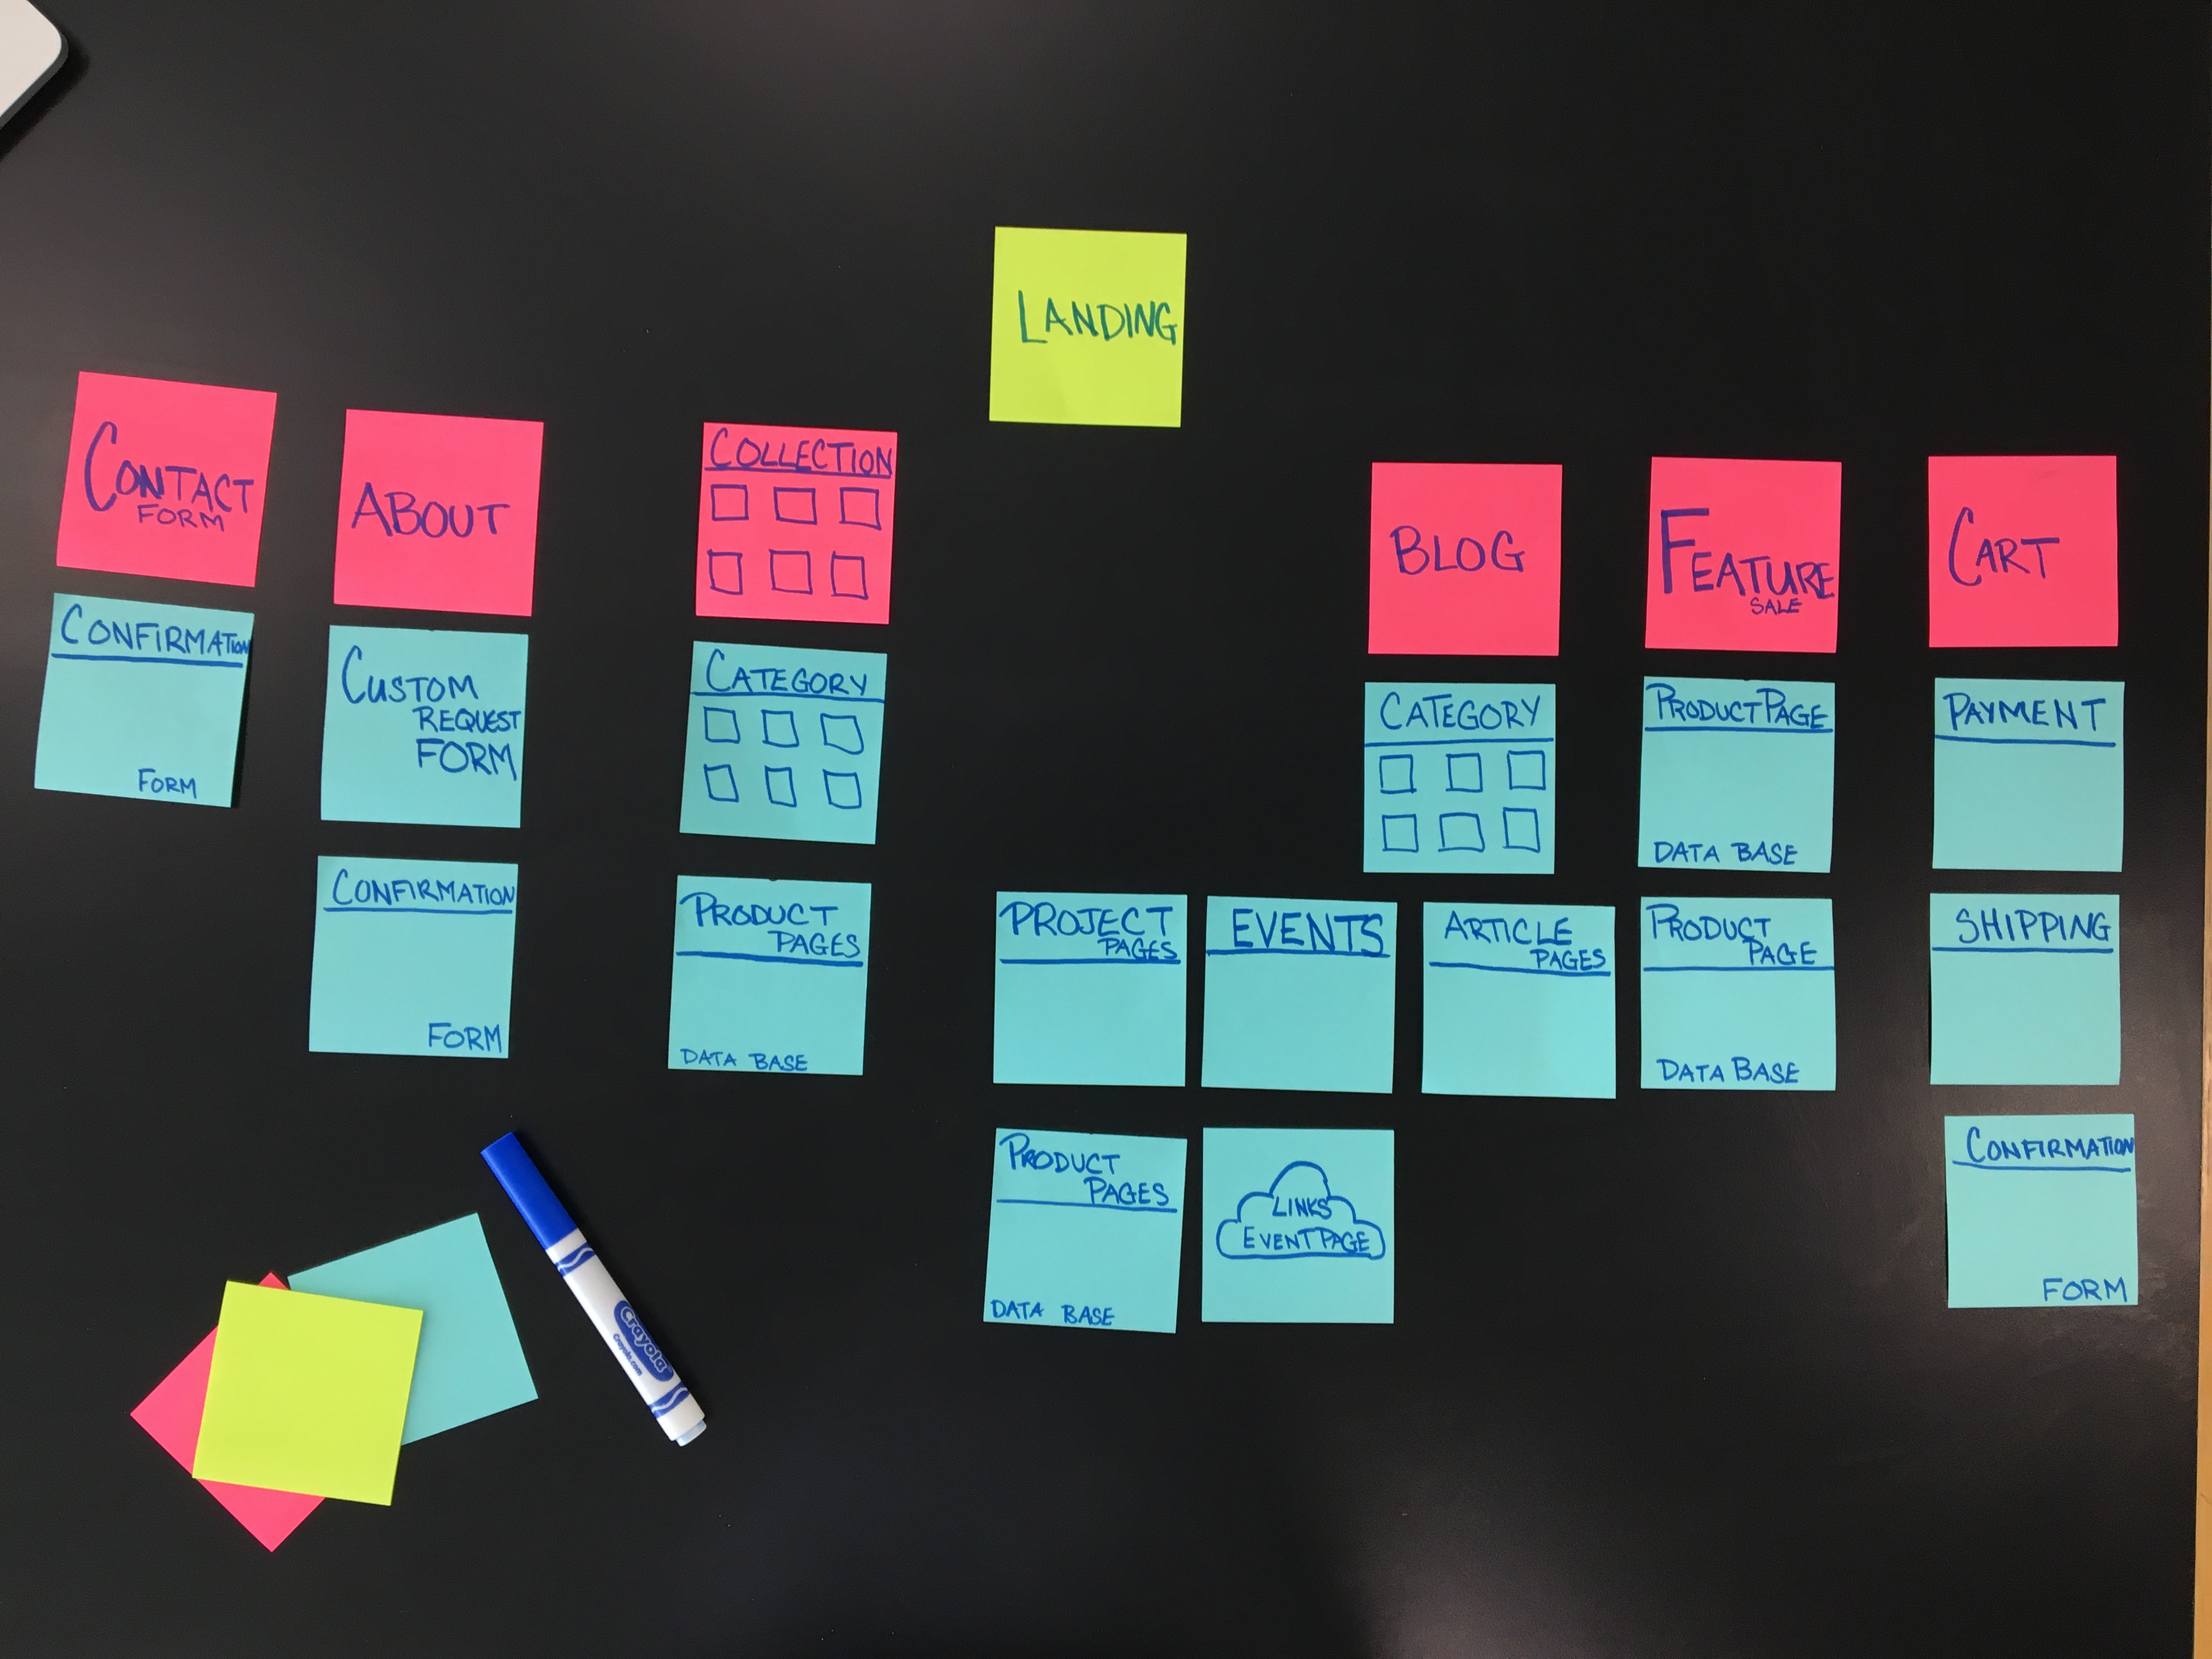 LANDING
CONTACT
FORM
ABOUT
COLLECTION
BLOG
FEATURE
SALE
CART
CONFIRMATION
FORM
CUSTOM
REQUEST
FORM
CATEGORY
CATEGORY
PRODUCT PAGE
DATA BASE
PAYMENT
CONFIRMATION
FORM
PRODUCT
PAGES
DATA BASE
PROJECT
PAGES
EVENTS
ARTICLE
PAGES
PRODUCT
PAGE
DATA BASE
SHIPPING
PRODUCT
PAGES
DATA BASE
LINKS
EVENT PAGE
CONFIRMATION
FORM
Crayola
Crayola.com